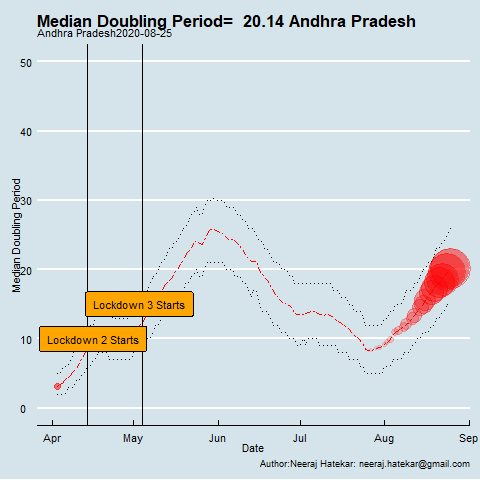 Median Doubling Period=  20.14 Andhra Pradesh
Andhra Pradesh2020-08-25
Median Doubling Period
50
40
30
20
10
0
Lockdown 3 Starts
Lockdown 2 Starts
Apr May Jun Jul Aug Sep
Date
Author:Neeraj Hatekar: neeraj.hatekar@gmail.com